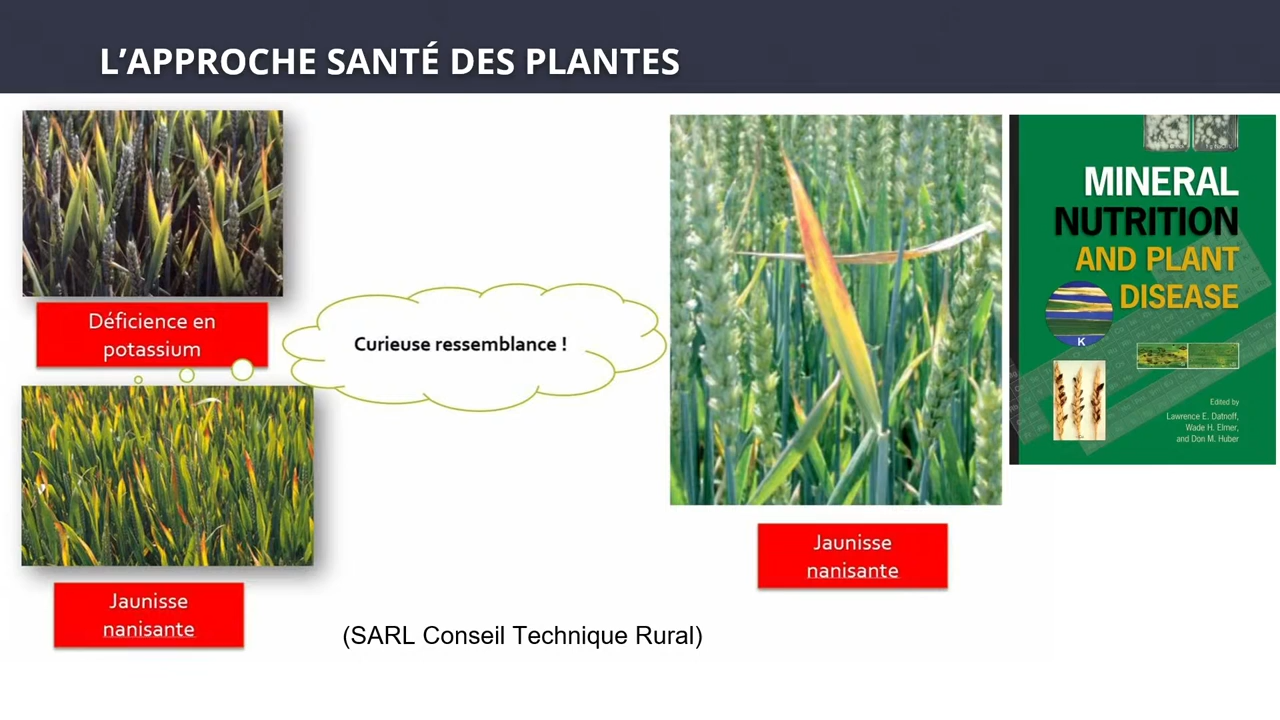 L'APPROCHE SANTÉ DES PLANTES
Déficience en
potassium
Curieuse ressemblance !
Jaunisse
nanisante
Jaunisse
nanisante
(SARL Conseil Technique Rural)
MINERAL
NUTRITION
AND PLANT
DISEASE
K
Edited by
Lawrence E. Datnoff,
Wade H. Elmer,
and Don M. Huber